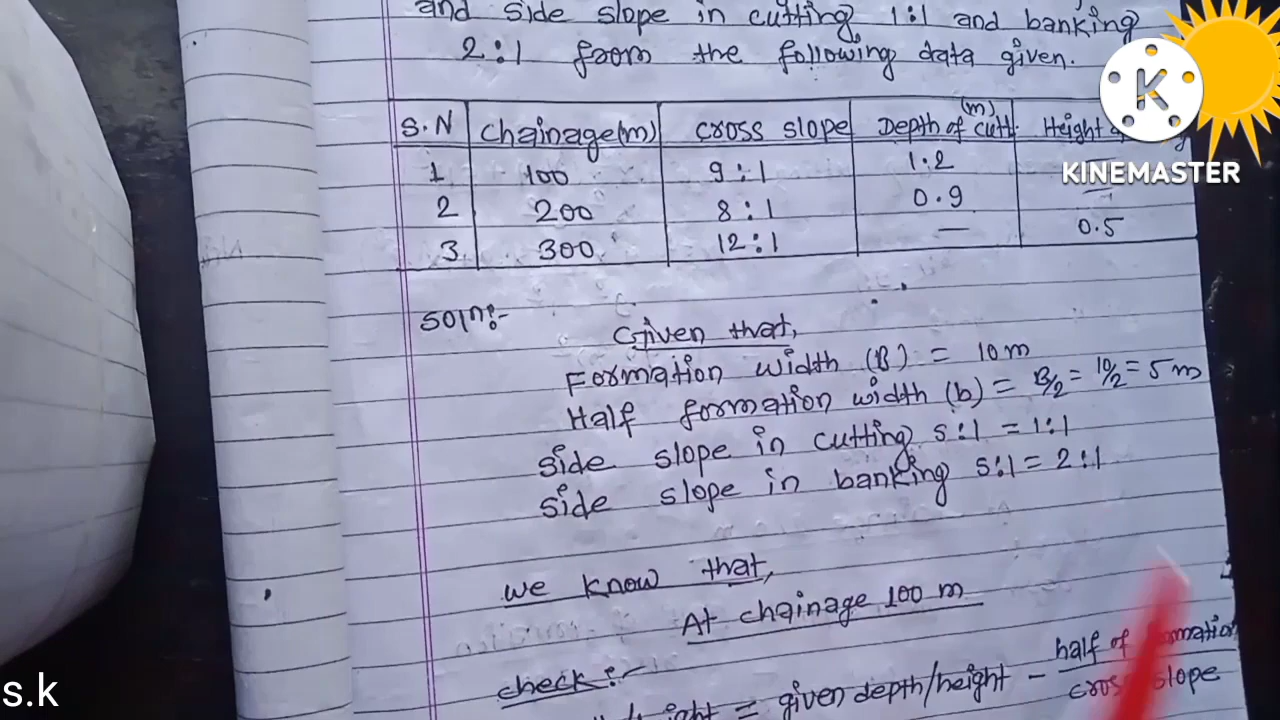 and side slope in cutting 1:1 and banking
2:1 from the following data given.
S.N Chainage(m) cross slope Depth of cutt. (m) Height
1 100 9:1 1.2
2 200 8:1 0.9 —
3 300 12:1 — 0.5
Soln:-
Given that,
Formation width (B) = 10m
Half formation width (b) = B/2 = 10/2 = 5 m
side slope in cutting s:1 = 1:1
side slope in banking s:1 = 2:1
we know that,
At chainage 100 m
check:-
= given depth/height - half of / cross slope
K
KINEMASTER
s.k